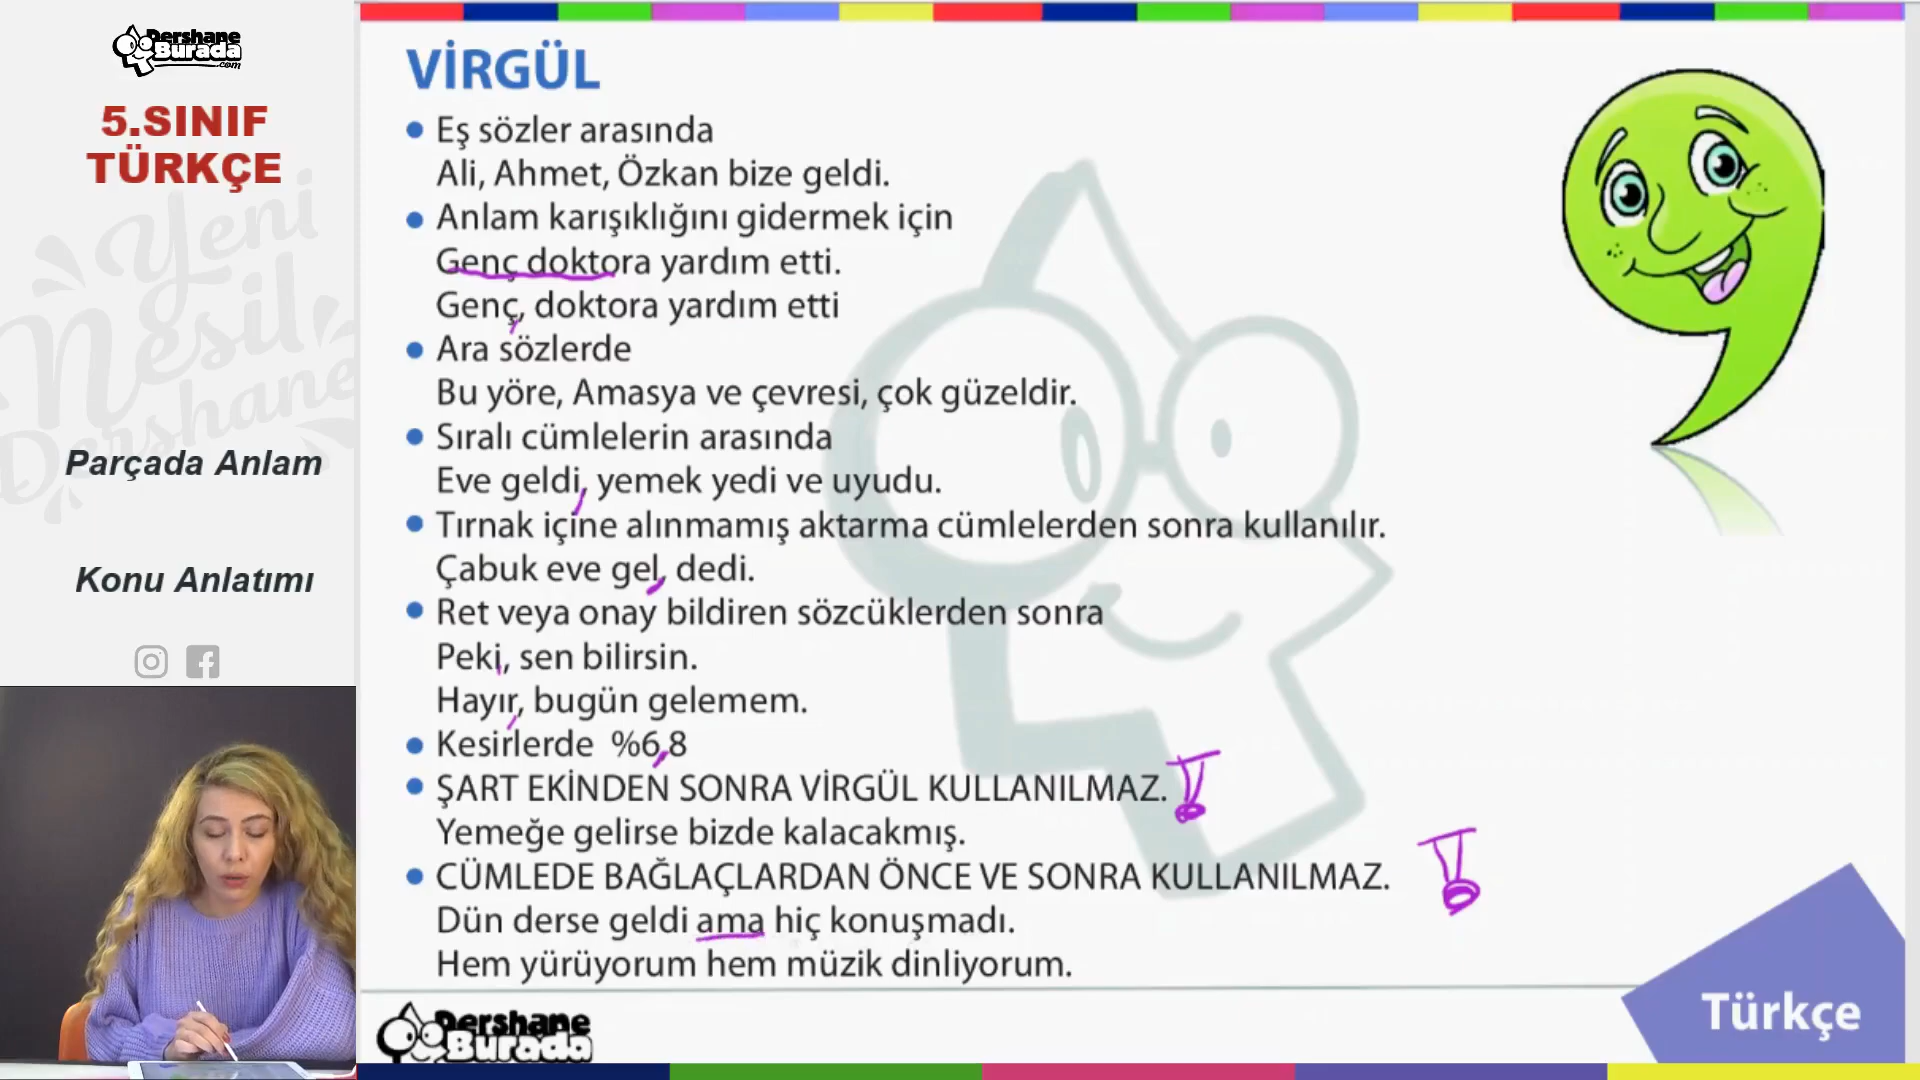 Dershane
Burada
.com
5.SINIF
TÜRKÇE
Yeni
Nesil
Dershane
Parçada Anlam
Konu Anlatımı
VİRGÜL
Eş sözler arasında
Ali, Ahmet, Özkan bize geldi.
Anlam karışıklığını gidermek için
Genç doktora yardım etti.
Genç, doktora yardım etti
Ara sözlerde
Bu yöre, Amasya ve çevresi, çok güzeldir.
Sıralı cümlelerin arasında
Eve geldi, yemek yedi ve uyudu.
Tırnak içine alınmamış aktarma cümlelerden sonra kullanılır.
Çabuk eve gel, dedi.
Ret veya onay bildiren sözcüklerden sonra
Peki, sen bilirsin.
Hayır, bugün gelemem.
Kesirlerde %6,8
ŞART EKİNDEN SONRA VİRGÜL KULLANILMAZ.
Yemeğe gelirse bizde kalacakmış.
CÜMLEDE BAĞLAÇLARDAN ÖNCE VE SONRA KULLANILMAZ.
Dün derse geldi ama hiç konuşmadı.
Hem yürüyorum hem müzik dinliyorum.
Dershane
Burada
Türkçe